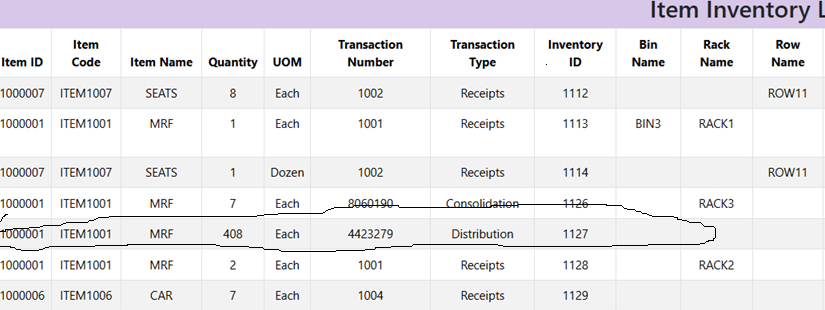 Item Inventory L
Item ID Item Code Item Name Quantity UOM Transaction Number Transaction Type Inventory ID Bin Name Rack Name Row Name
1000007 ITEM1007 SEATS 8 Each 1002 Receipts 1112 ROW11
1000001 ITEM1001 MRF 1 Each 1001 Receipts 1113 BIN3 RACK1
1000007 ITEM1007 SEATS 1 Dozen 1002 Receipts 1114 ROW11
1000001 ITEM1001 MRF 7 Each 8060190 Consolidation 1126 RACK3
1000001 ITEM1001 MRF 408 Each 4423279 Distribution 1127
1000001 ITEM1001 MRF 2 Each 1001 Receipts 1128 RACK2
1000006 ITEM1006 CAR 7 Each 1004 Receipts 1129